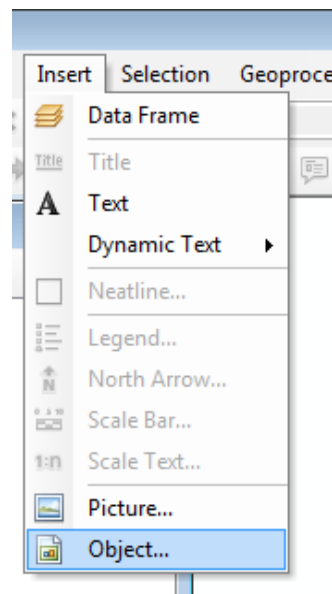 Insert Selection Geoproce
Data Frame
Title Title
A Text
Dynamic Text
Neatline...
Legend...
N North Arrow...
Scale Bar...
1:n Scale Text...
Picture...
Object...